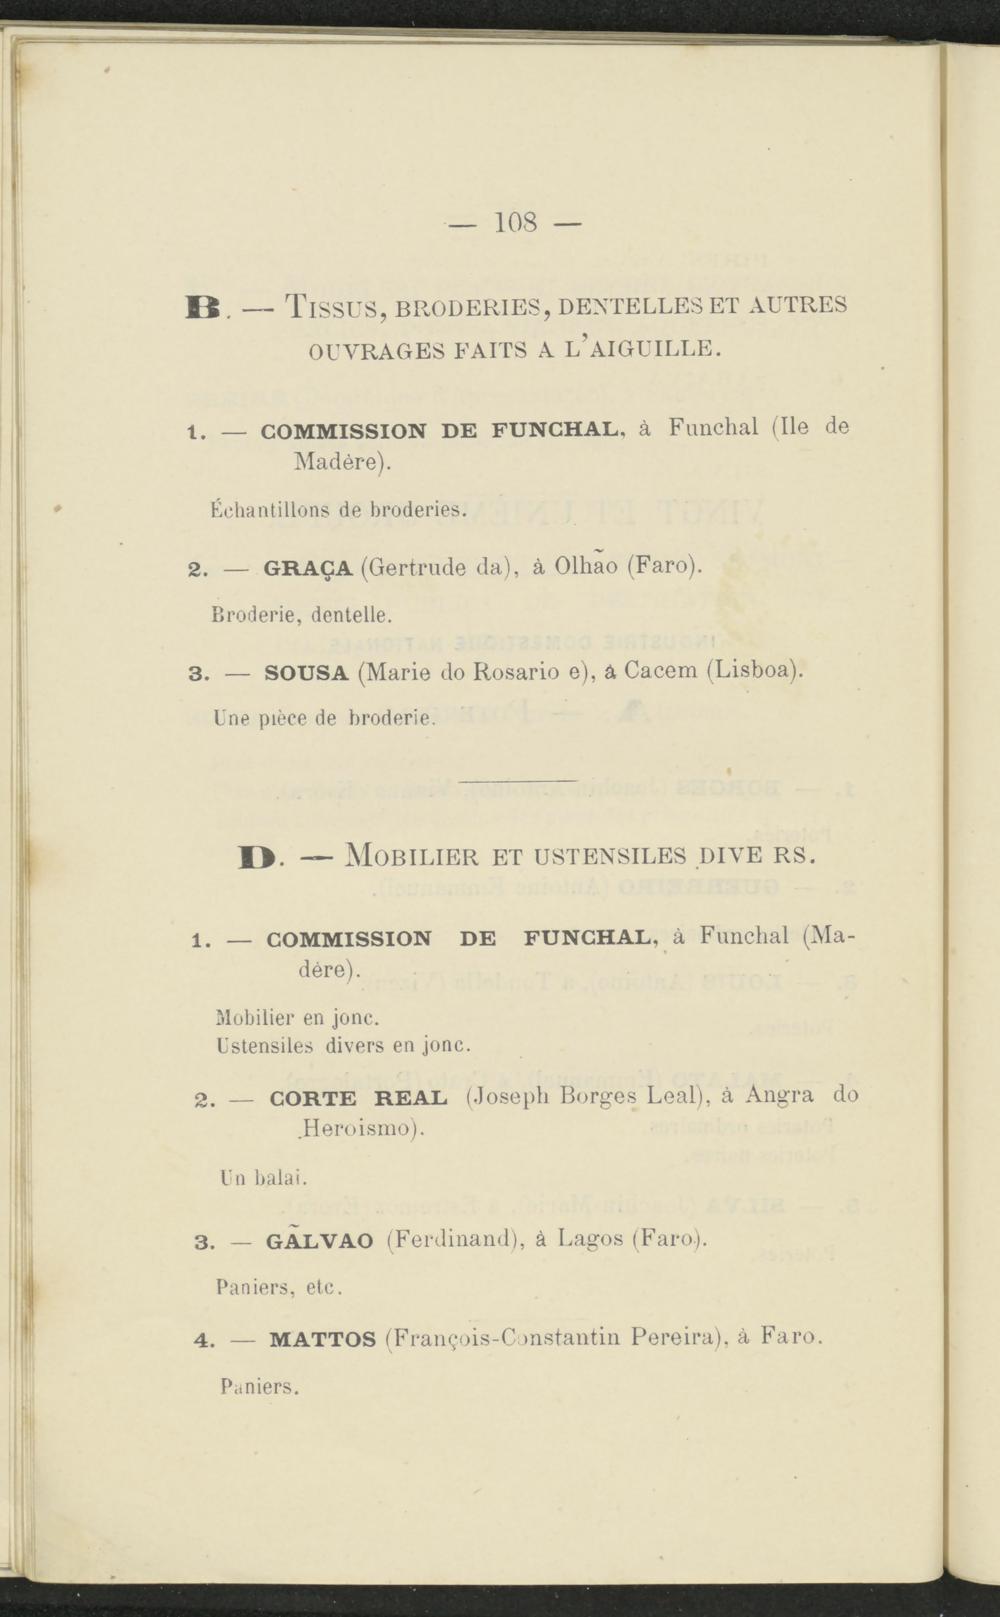 — 108 —
B. — TISSUS, BRODERIES, DENTELLES ET AUTRES
OUVRAGES FAITS A L'AIGUILLE.
1. — COMMISSION DE FUNCHAL, à Funchal (Ile de
Madère).
Échantillons de broderies.
2. — GRAÇA (Gertrude da), à Olhão (Faro).
Broderie, dentelle.
3. — SOUSA (Marie do Rosario e), à Cacem (Lisboa).
Une pièce de broderie.
D. — MOBILIER ET USTENSILES DIVE RS.
1. — COMMISSION DE FUNCHAL, à Funchal (Ma-
dère).
Mobilier en jonc.
Ustensiles divers en jonc.
2. — CORTE REAL (Joseph Borges Leal), à Angra do
Heroismo).
Un balai.
3. — GÃLVAO (Ferdinand), à Lagos (Faro).
Paniers, etc.
4. — MATTOS (François-Constantin Pereira), à Faro.
Paniers.